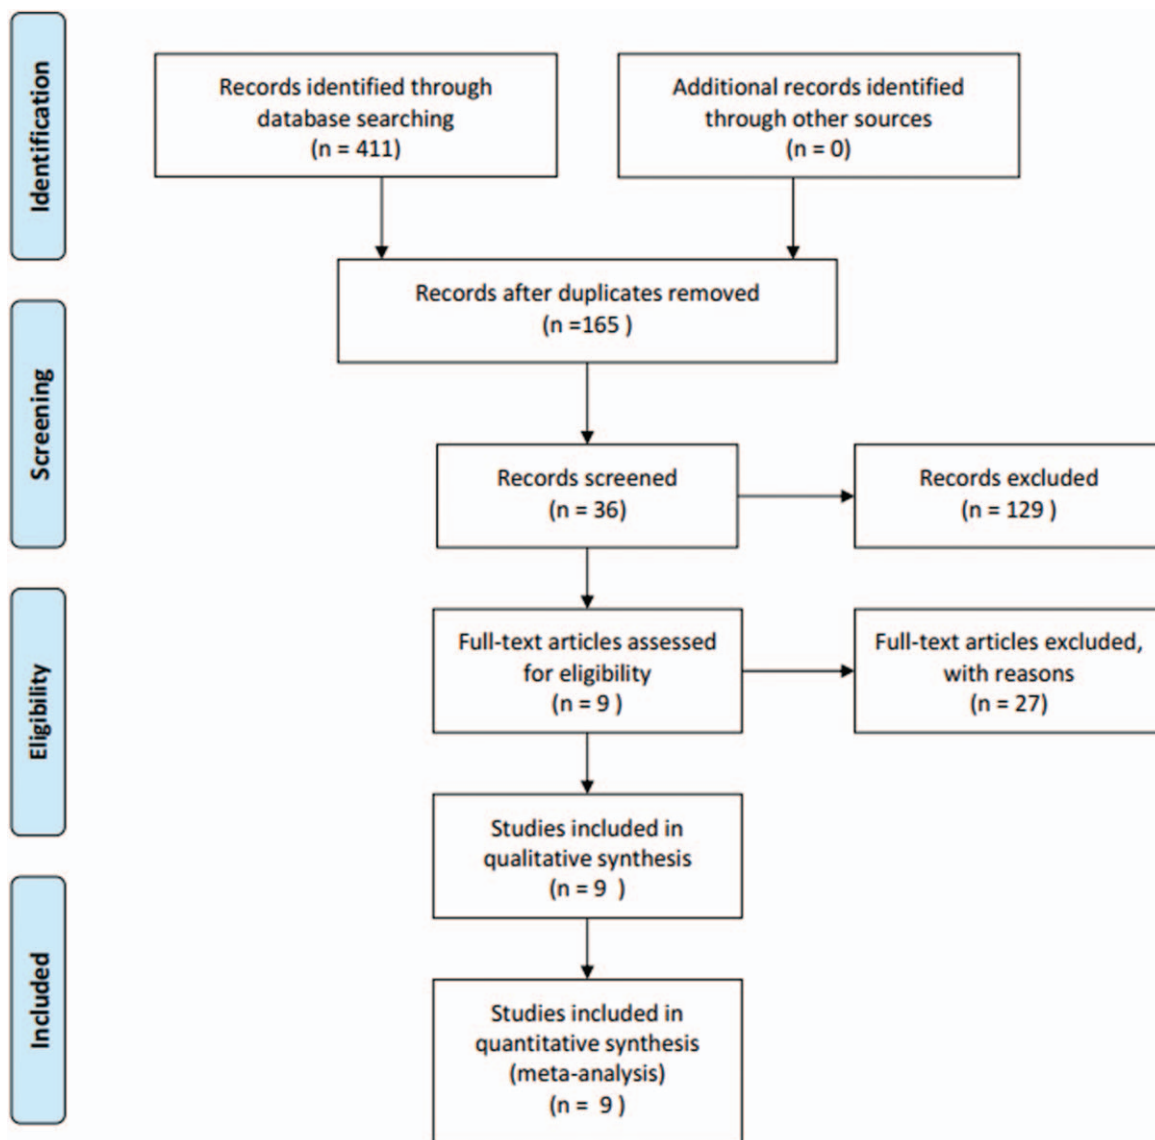 Identification
Records identified through
database searching
(n = 411)
Additional records identified
through other sources
(n = 0)
Records after duplicates removed
(n =165 )
Screening
Records screened
(n = 36)
Records excluded
(n = 129 )
Eligibility
Full-text articles assessed
for eligibility
(n = 9 )
Full-text articles excluded,
with reasons
(n = 27)
Studies included in
qualitative synthesis
(n = 9 )
Included
Studies included in
quantitative synthesis
(meta-analysis)
(n = 9 )